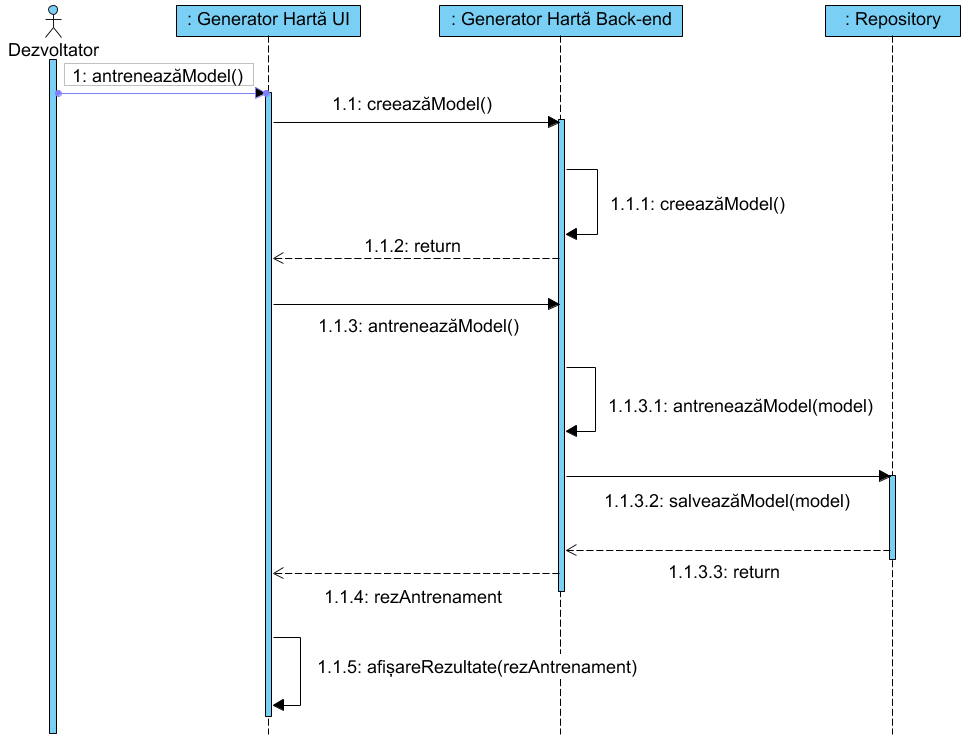 : Generator Hartă UI
: Generator Hartă Back-end
: Repository
Dezvoltator
1: antreneazăModel()
1.1: creeazăModel()
1.1.1: creeazăModel()
1.1.2: return
1.1.3: antreneazăModel()
1.1.3.1: antreneazăModel(model)
1.1.3.2: salveazăModel(model)
1.1.3.3: return
1.1.4: rezAntrenament
1.1.5: afișareRezultate(rezAntrenament)